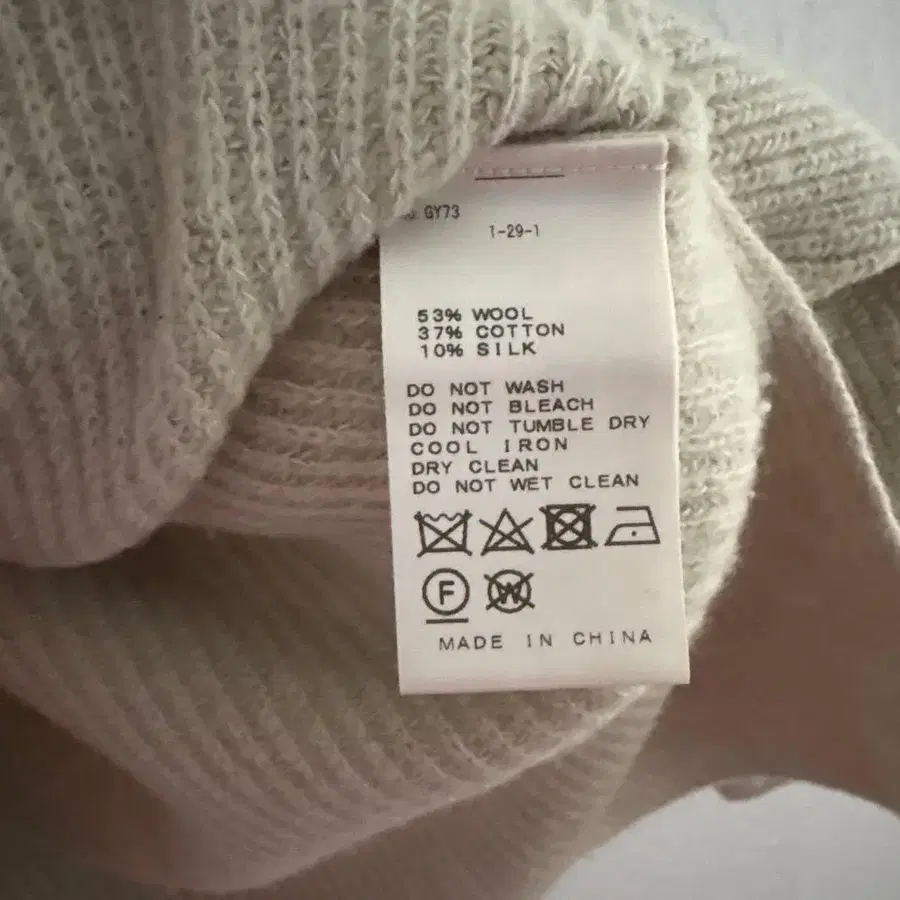 GY73
1-29-1
53% WOOL
37% COTTON
10% SILK
DO NOT WASH
DO NOT BLEACH
DO NOT TUMBLE DRY
COOL IRON
DRY CLEAN
DO NOT WET CLEAN
F W
MADE IN CHINA